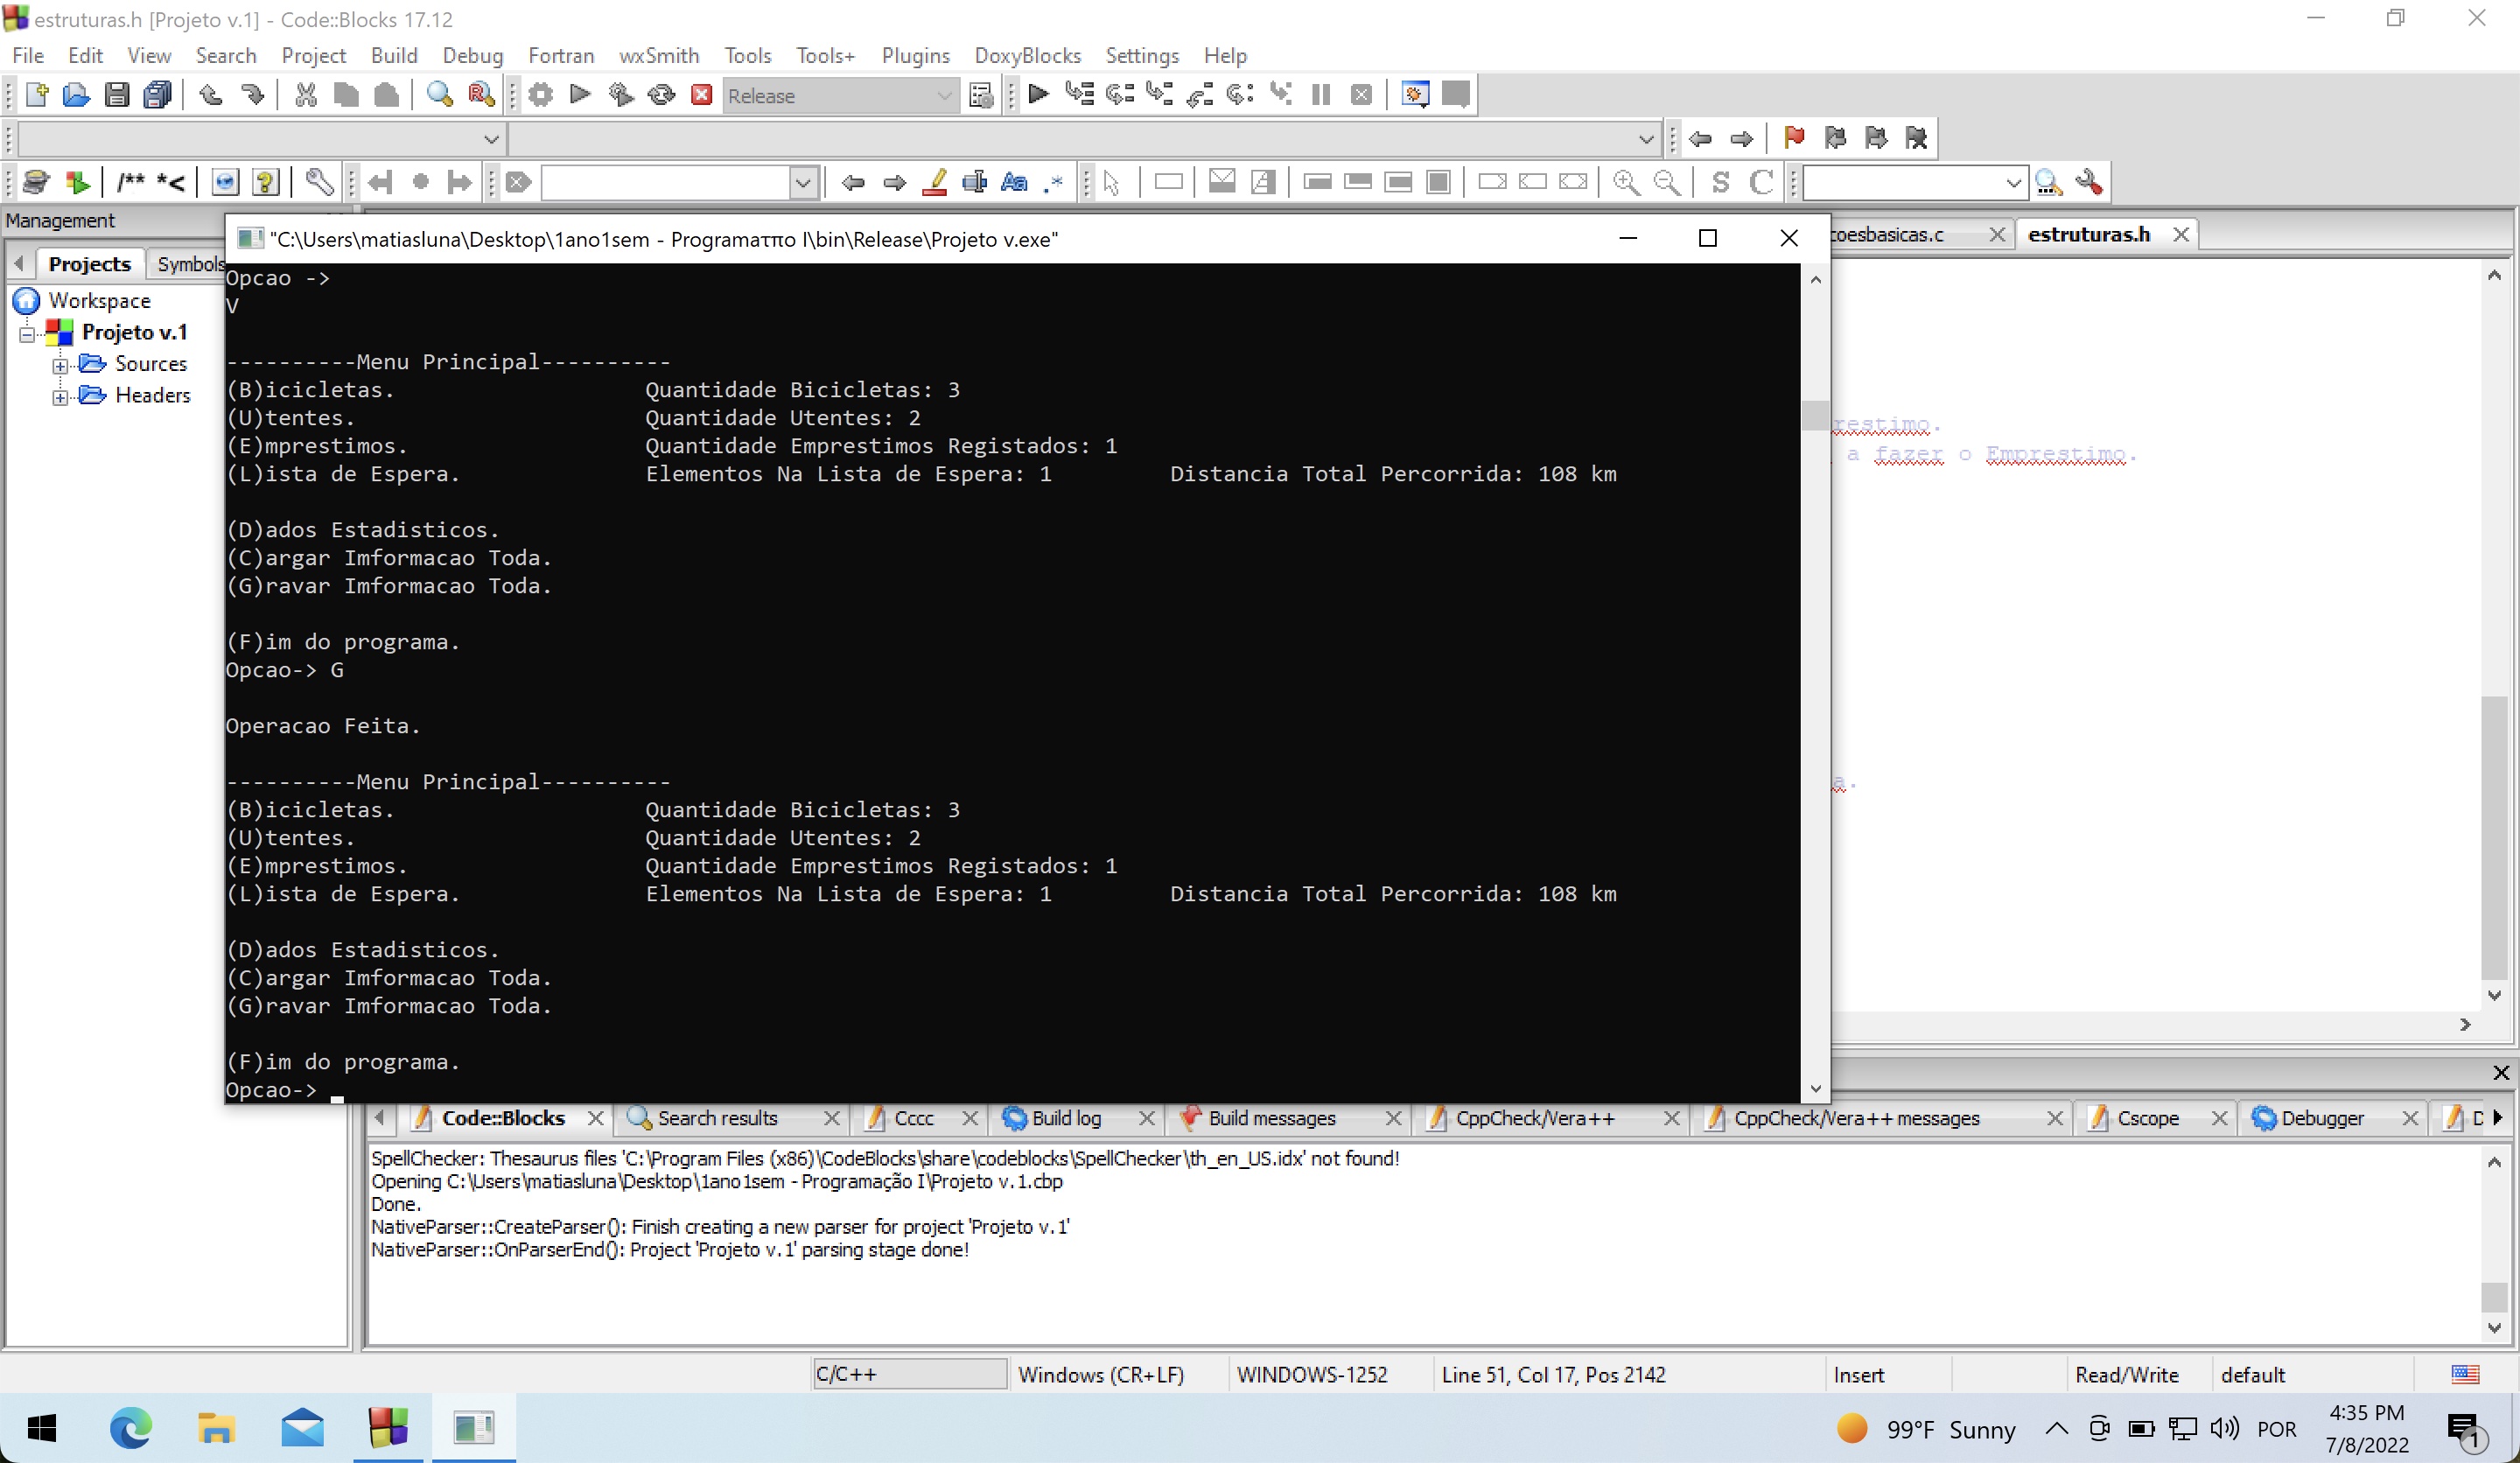 estruturas.h [Projeto v.1] - Code::Blocks 17.12
File Edit View Search Project Build Debug Fortran wxSmith Tools Tools+ Plugins DoxyBlocks Settings Help
Release
/** *<
Aa .* S C
Management
Projects Symbols
Workspace
Projeto v.1
Sources
Headers
coesbasicas.c estruturas.h
restimo.
a fazer o Emprestimo.
a.
"C:\Users\matiasluna\Desktop\1ano1sem - Programaτπo I\bin\Release\Projeto v.exe"
Opcao ->
V
----------Menu Principal----------
(B)icicletas. Quantidade Bicicletas: 3
(U)tentes. Quantidade Utentes: 2
(E)mprestimos. Quantidade Emprestimos Registados: 1
(L)ista de Espera. Elementos Na Lista de Espera: 1 Distancia Total Percorrida: 108 km
(D)ados Estadisticos.
(C)argar Imformacao Toda.
(G)ravar Imformacao Toda.
(F)im do programa.
Opcao-> G
Operacao Feita.
----------Menu Principal----------
(B)icicletas. Quantidade Bicicletas: 3
(U)tentes. Quantidade Utentes: 2
(E)mprestimos. Quantidade Emprestimos Registados: 1
(L)ista de Espera. Elementos Na Lista de Espera: 1 Distancia Total Percorrida: 108 km
(D)ados Estadisticos.
(C)argar Imformacao Toda.
(G)ravar Imformacao Toda.
(F)im do programa.
Opcao->
Code::Blocks Search results Cccc Build log Build messages CppCheck/Vera++ CppCheck/Vera++ messages Cscope Debugger D
SpellChecker: Thesaurus files 'C:\Program Files (x86)\CodeBlocks\share\codeblocks\SpellChecker\th_en_US.idx' not found!
Opening C:\Users\matiasluna\Desktop\1ano1sem - Programação I\Projeto v.1.cbp
Done.
NativeParser::CreateParser(): Finish creating a new parser for project 'Projeto v.1'
NativeParser::OnParserEnd(): Project 'Projeto v.1' parsing stage done!
C/C++ Windows (CR+LF) WINDOWS-1252 Line 51, Col 17, Pos 2142 Insert Read/Write default
99°F Sunny POR 4:35 PM
7/8/2022
1